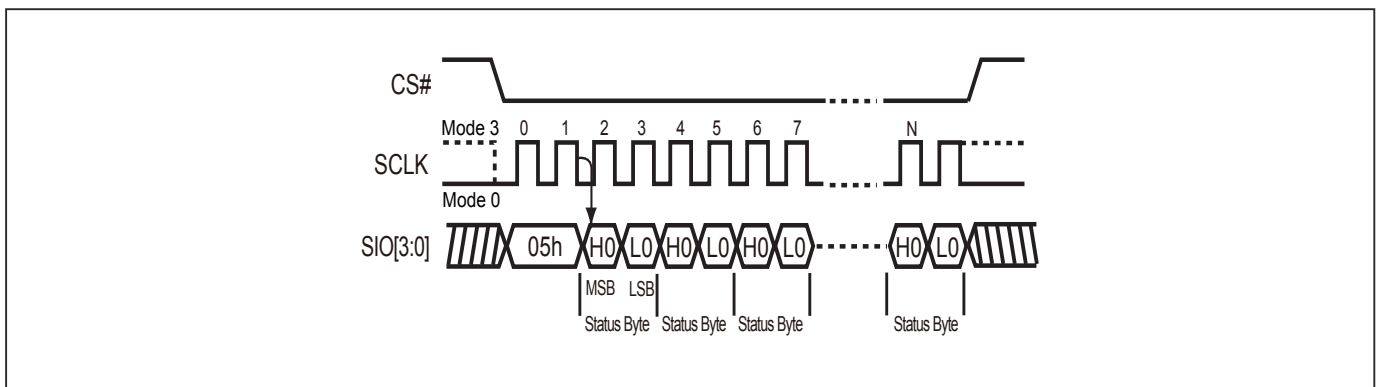 CS#
Mode 3 0 1 2 3 4 5 6 7 N
SCLK
Mode 0
SIO[3:0] 05h H0 L0 H0 L0 H0 L0 H0 L0
MSB LSB
Status Byte Status Byte Status Byte Status Byte